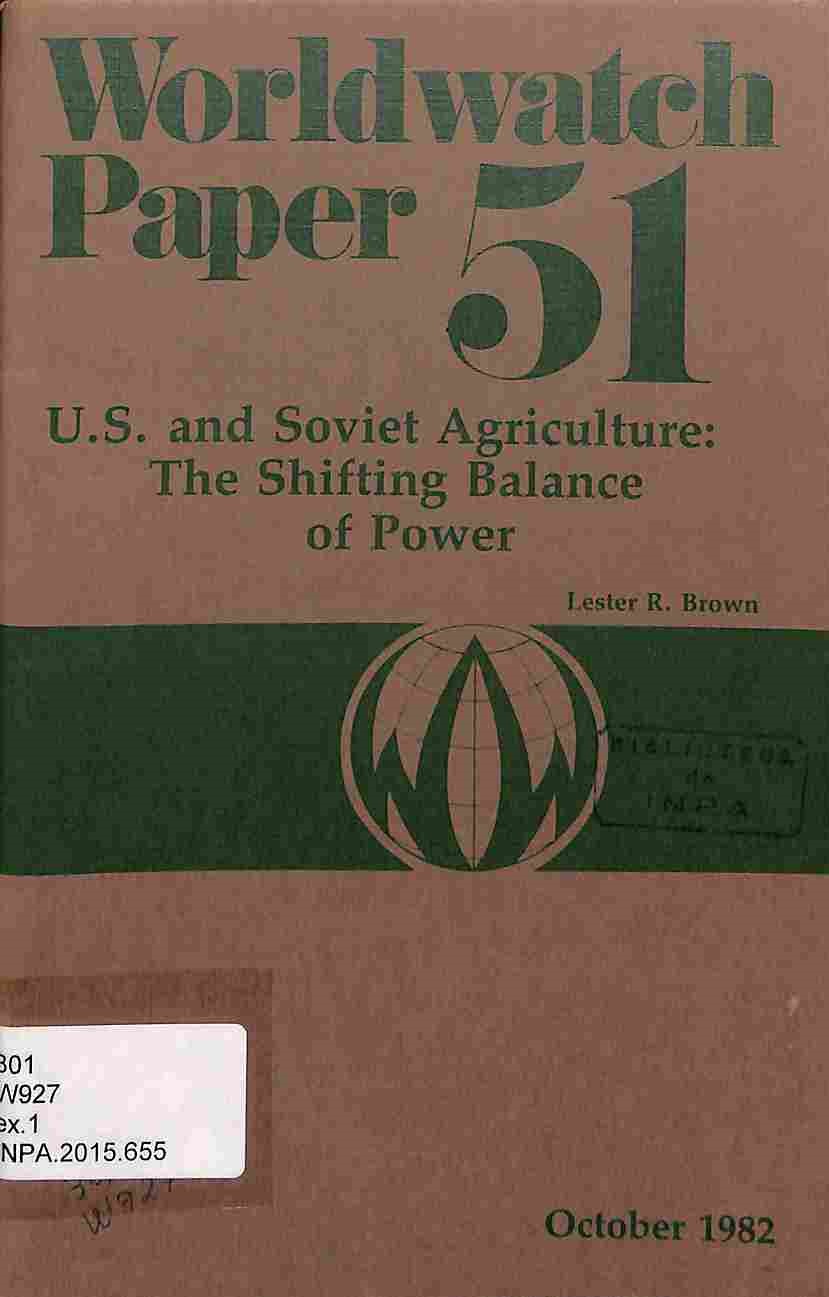 Worldwatch
Paper 51
U.S. and Soviet Agriculture:
The Shifting Balance
of Power
Lester R. Brown
301
W927
ex.1
NPA.2015.655
W927
October 1982